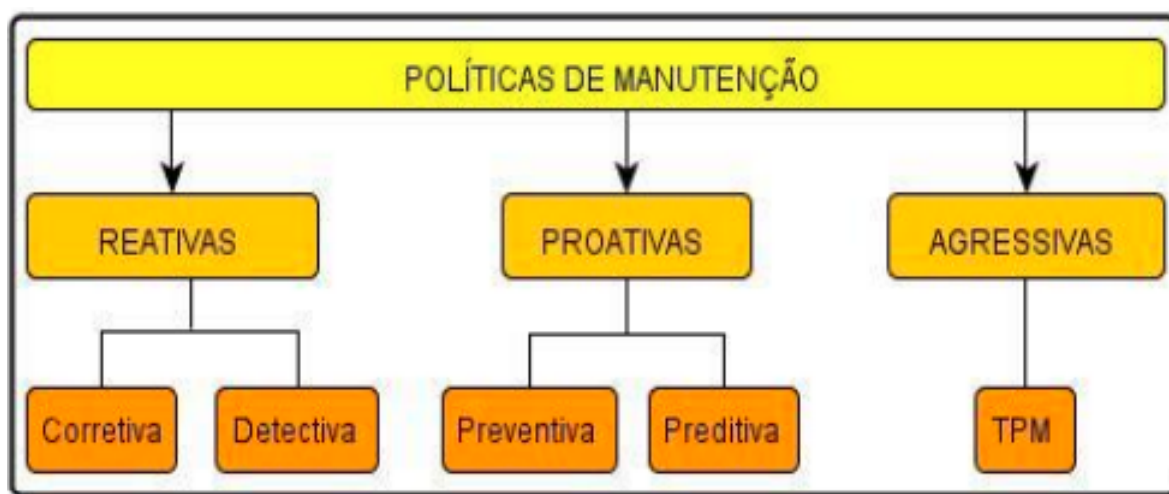 POLÍTICAS DE MANUTENÇÃO
REATIVAS
PROATIVAS
AGRESSIVAS
Corretiva
Detectiva
Preventiva
Preditiva
TPM